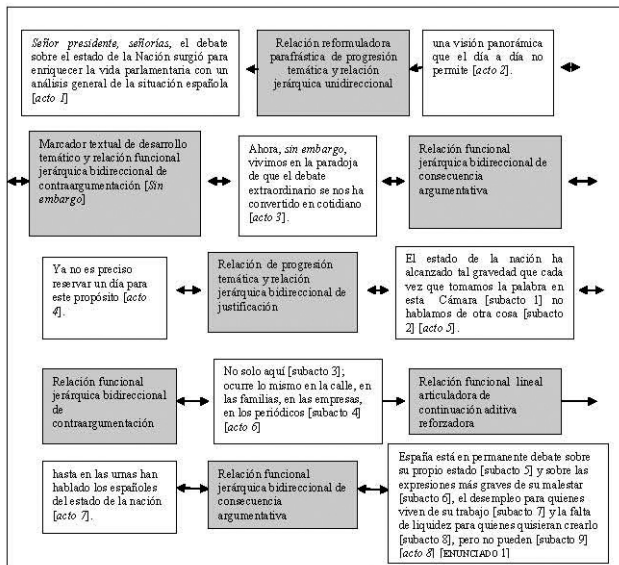 Señor presidente, señorías, el debate
sobre el estado de la Nación surgió para
enriquecer la vida parlamentaria con un
análisis general de la situación española
[acto 1]
Relación reformuladora
parafrástica de progresión
temática y relación
jerárquica unidireccional
una visión panorámica
que el día a día no
permite [acto 2].
Marcador textual de desarrollo
temático y relación funcional
jerárquica bidireccional de
contraargumentación [Sin
embargo]
Ahora, sin embargo,
vivimos en la paradoja
de que el debate
extraordinario se nos ha
convertido en cotidiano
[acto 3].
Relación funcional
jerárquica bidireccional de
consecuencia
argumentativa
Ya no es preciso
reservar un día para
este propósito [acto
4].
Relación de progresión
temática y relación
jerárquica bidireccional de
justificación
El estado de la nación ha
alcanzado tal gravedad que cada
vez que tomamos la palabra en
esta Cámara [subacto 1] no
hablamos de otra cosa [subacto
2] [acto 5].
Relación funcional
jerárquica bidireccional
de
contraargumentación
No solo aquí [subacto 3];
ocurre lo mismo en la calle, en
las familias, en las empresas,
en los periódicos [subacto 4]
[acto 6]
Relación funcional lineal
articuladora de
continuación aditiva
reforzadora
hasta en las urnas han
hablado los españoles
del estado de la nación
[acto 7].
Relación funcional
jerárquica bidireccional de
consecuencia
argumentativa
España está en permanente debate sobre
su propio estado [subacto 5] y sobre las
expresiones más graves de su malestar
[subacto 6], el desempleo para quienes
viven de su trabajo [subacto 7] y la falta
de liquidez para quienes quisieran crearlo
[subacto 8], pero no pueden [subacto 9]
[acto 8] [ENUNCIADO 1]